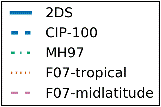 2DS
CIP-100
MH97
F07-tropical
F07-midlatitude